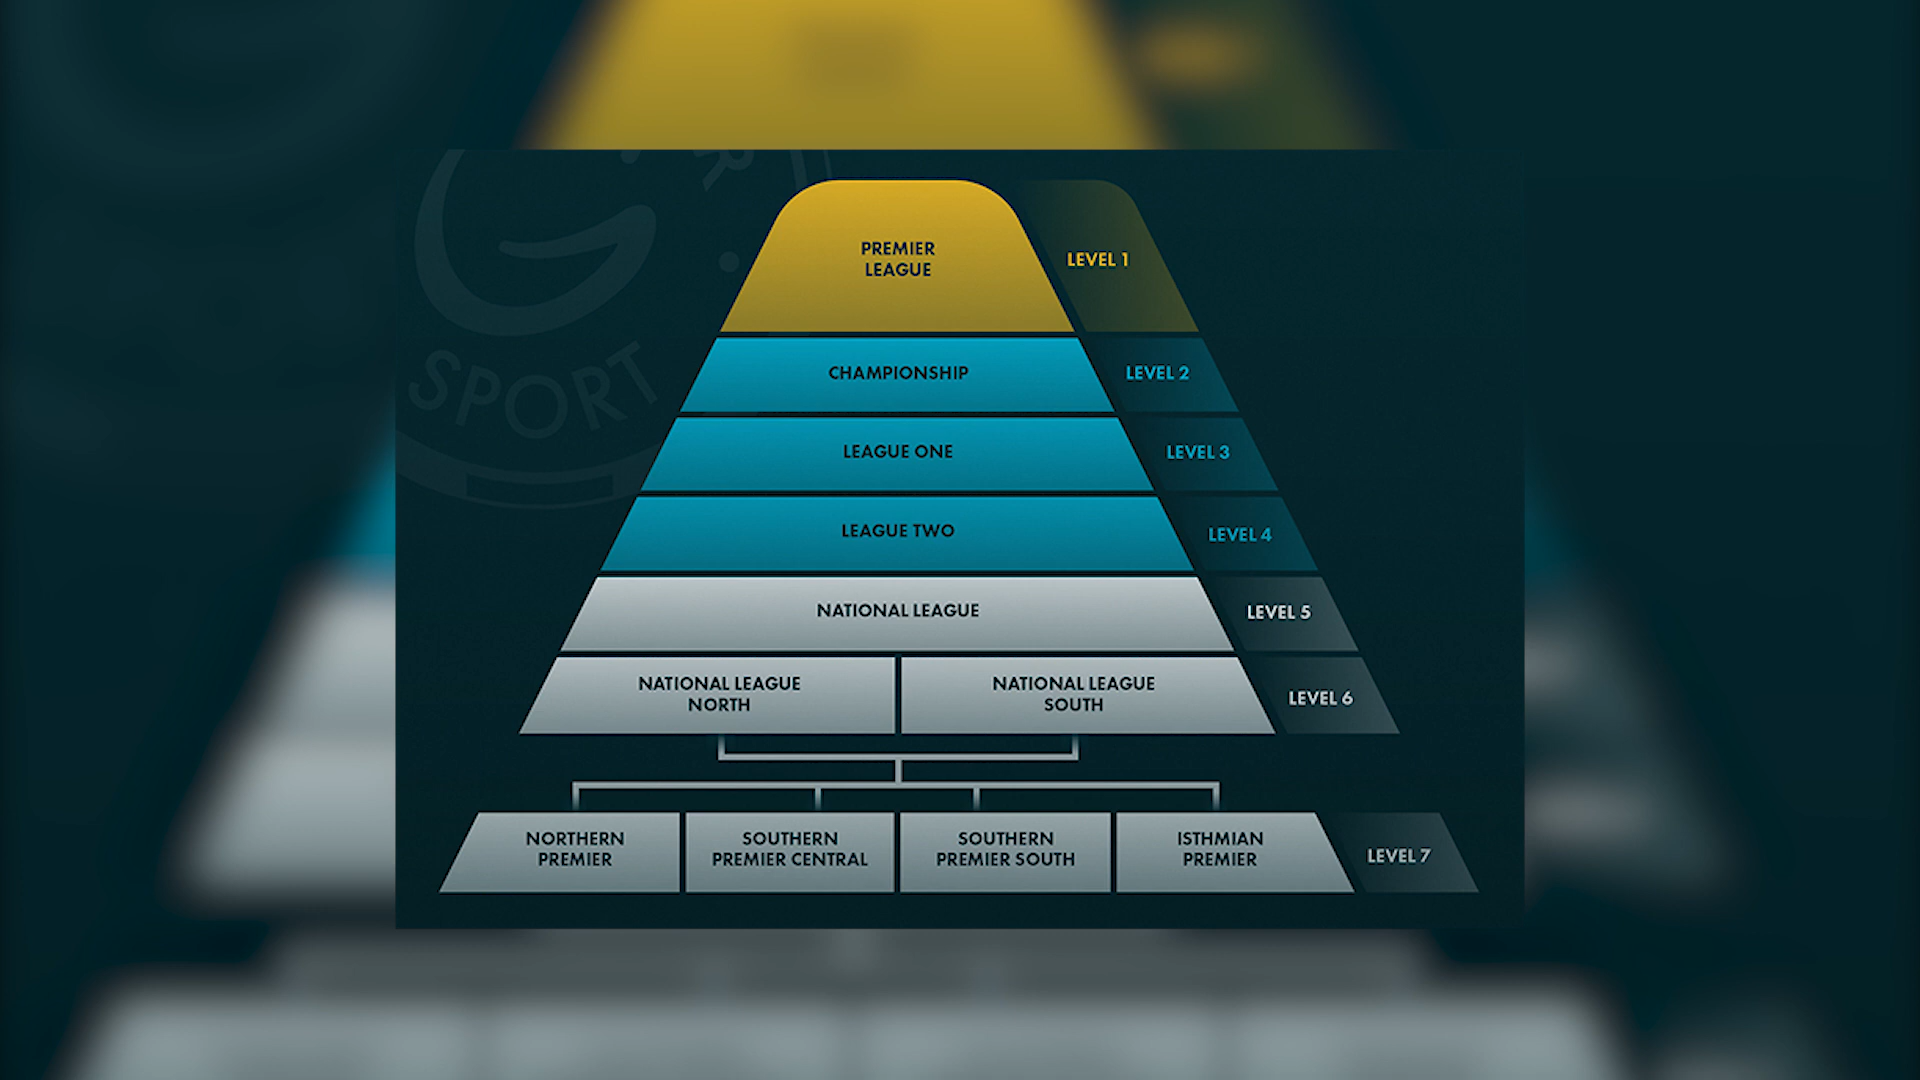 PREMIER
LEAGUE
LEVEL 1
CHAMPIONSHIP
LEVEL 2
LEAGUE ONE
LEVEL 3
LEAGUE TWO
LEVEL 4
NATIONAL LEAGUE
LEVEL 5
NATIONAL LEAGUE
NORTH
NATIONAL LEAGUE
SOUTH
LEVEL 6
NORTHERN
PREMIER
SOUTHERN
PREMIER CENTRAL
SOUTHERN
PREMIER SOUTH
ISTHMIAN
PREMIER
LEVEL 7
SPORT